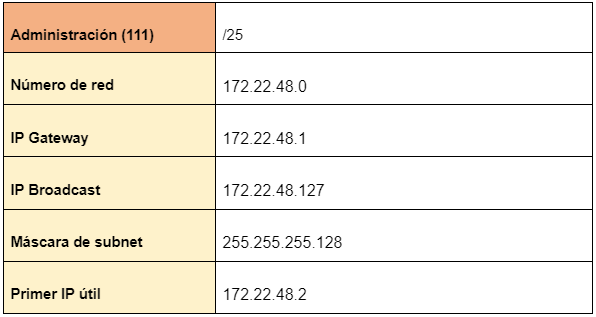 Administración (111) /25
Número de red 172.22.48.0
IP Gateway 172.22.48.1
IP Broadcast 172.22.48.127
Máscara de subnet 255.255.255.128
Primer IP útil 172.22.48.2